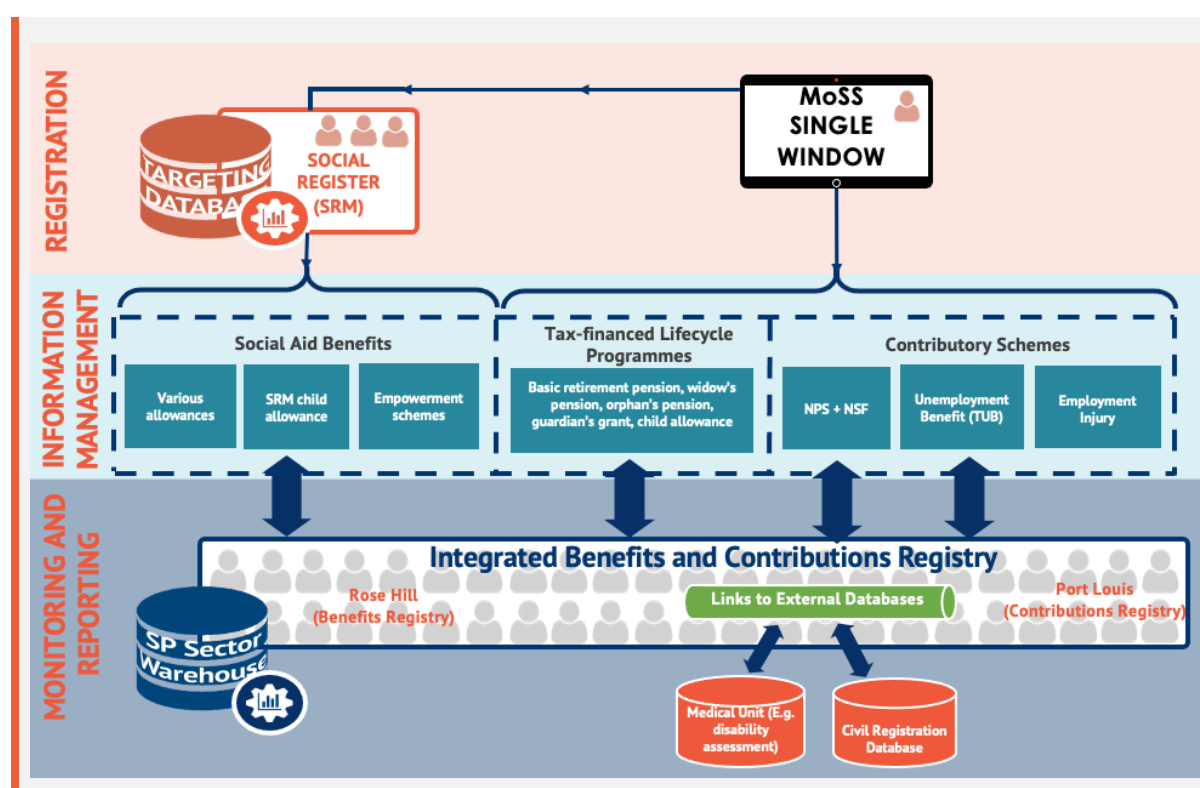 REGISTRATION
MoSS
SINGLE
WINDOW
TARGETING
DATABA
SOCIAL
REGISTER
(SRM)
INFORMATION
MANAGEMENT
Social Aid Benefits
Various
allowances
SRM child
allowance
Empowerment
schemes
Tax-financed Lifecycle
Programmes
Basic retirement pension, widow's
pension, orphan's pension,
guardian's grant, child allowance
Contributory Schemes
NPS + NSF
Unemployment
Benefit (TUB)
Employment
Injury
MONITORING AND
REPORTING
Integrated Benefits and Contributions Registry
Rose Hill
(Benefits Registry)
Links to External Databases
Port Louis
(Contributions Registry)
SP Sector
Warehouse
Medical Unit (E.g.
disability
assessment)
Civil Registration
Database